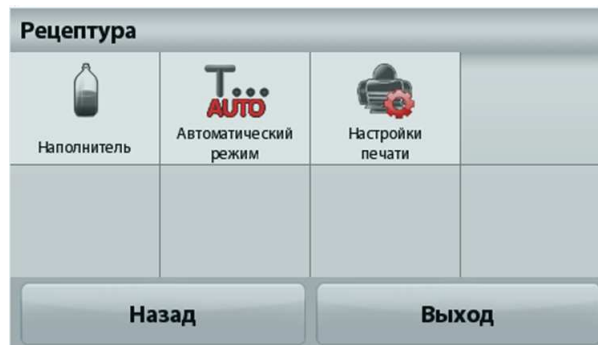 Рецептура
T...
AUTO
Наполнитель
Автоматический
режим
Настройки
печати
Назад
Выход